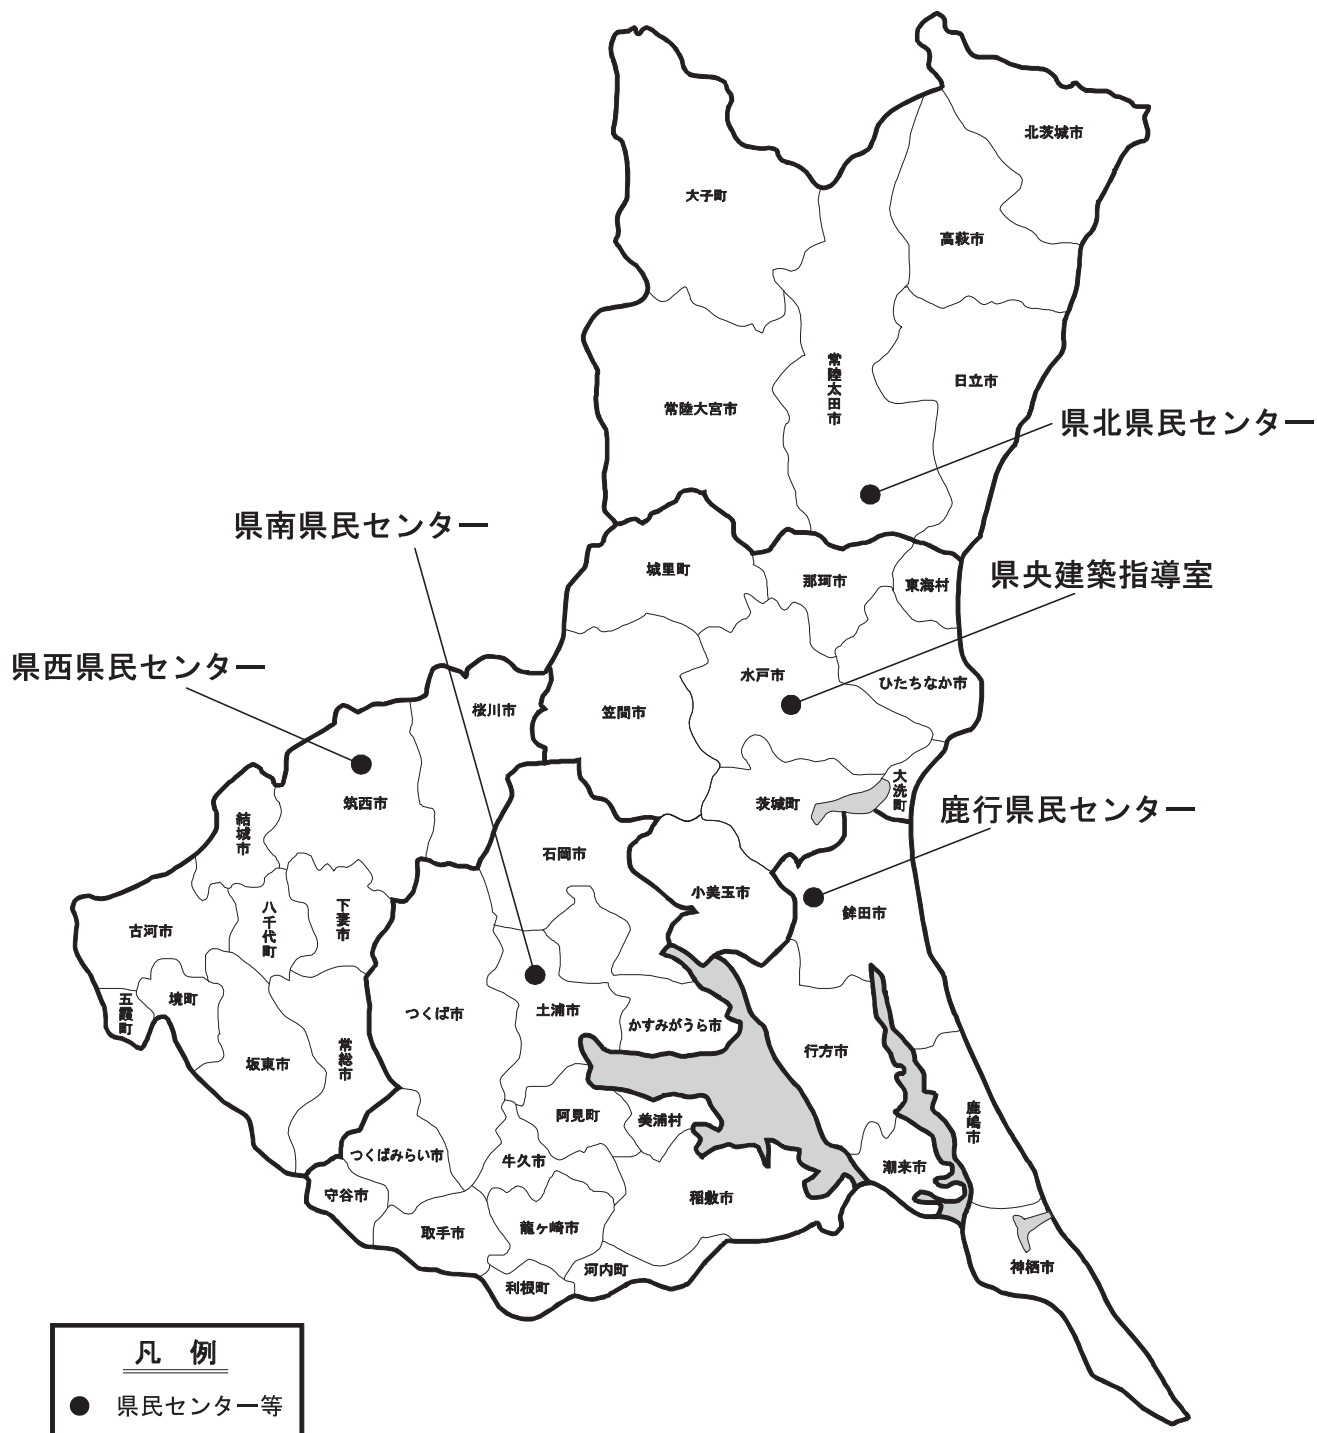 北茨城市
大子町
高萩市
常陸太田市
日立市
常陸大宮市
県北県民センター
県南県民センター
城里町
那珂市
東海村
県央建築指導室
県西県民センター
水戸市
ひたちなか市
桜川市
笠間市
筑西市
茨城町
大洗町
鹿行県民センター
結城市
石岡市
小美玉市
鉾田市
古河市
八千代町
下妻市
五霞町
境町
つくば市
土浦市
かすみがうら市
行方市
坂東市
常総市
阿見町
美浦村
鹿嶋市
つくばみらい市
牛久市
潮来市
守谷市
稲敷市
取手市
龍ヶ崎市
河内町
神栖市
利根町
凡 例
● 県民センター等